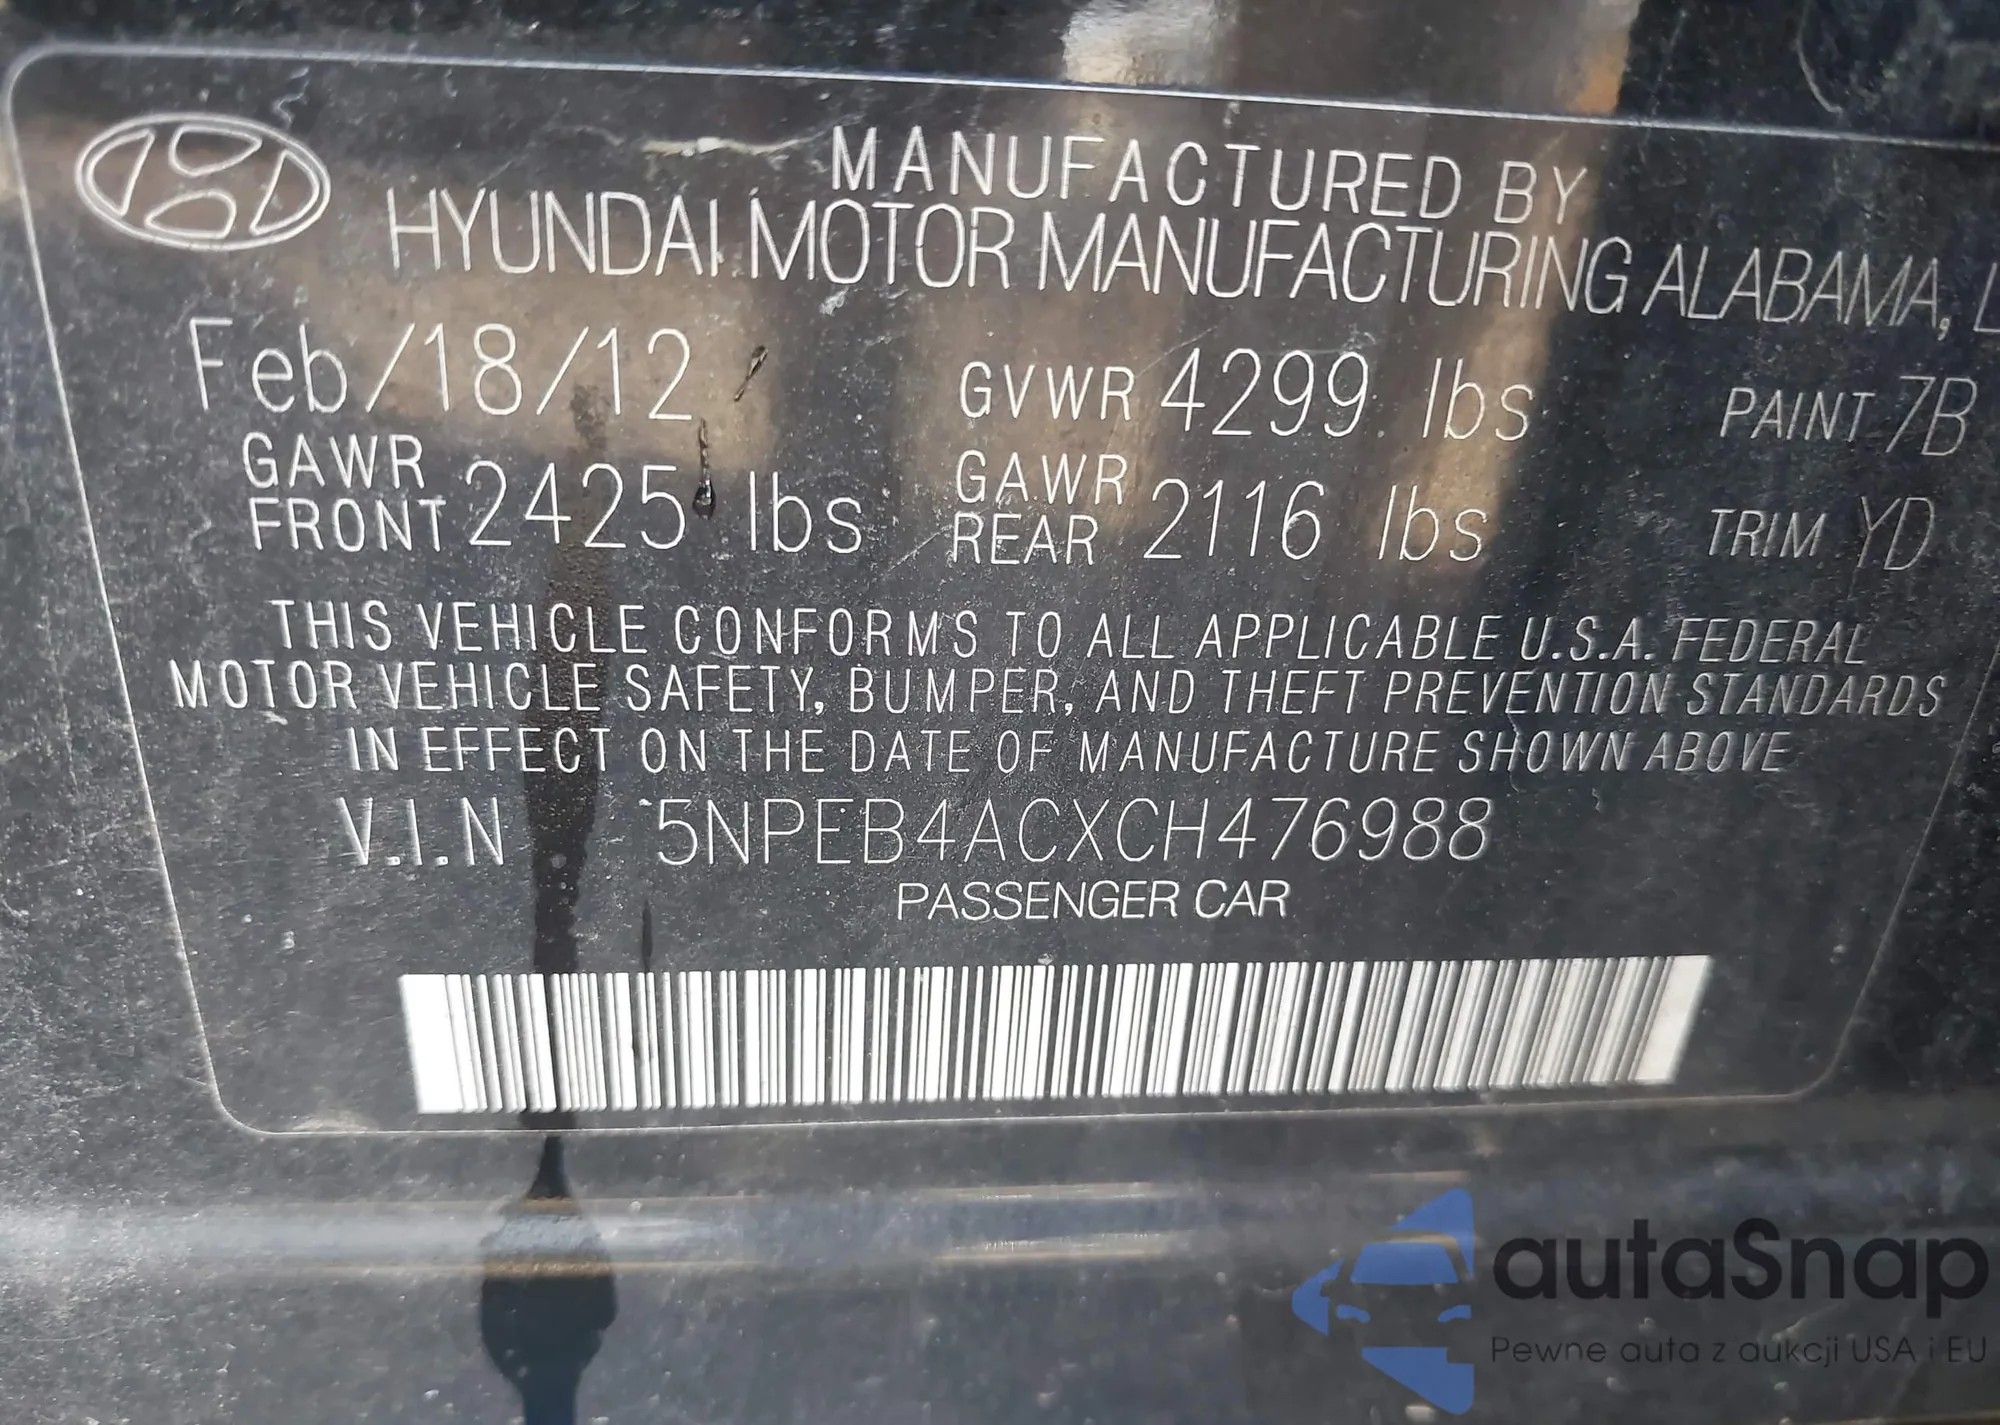 MANUFACTURED BY
HYUNDAI MOTOR MANUFACTURING ALABAMA, L
Feb/18/12 GVWR 4299 lbs PAINT 7B
GAWR FRONT 2425 lbs GAWR REAR 2116 lbs TRIM YD
THIS VEHICLE CONFORMS TO ALL APPLICABLE U.S.A. FEDERAL
MOTOR VEHICLE SAFETY, BUMPER, AND THEFT PREVENTION STANDARDS
IN EFFECT ON THE DATE OF MANUFACTURE SHOWN ABOVE
V.I.N 5NPEB4ACXCH476988
PASSENGER CAR
autaSnap
Pewne auta z aukcji USA i EU